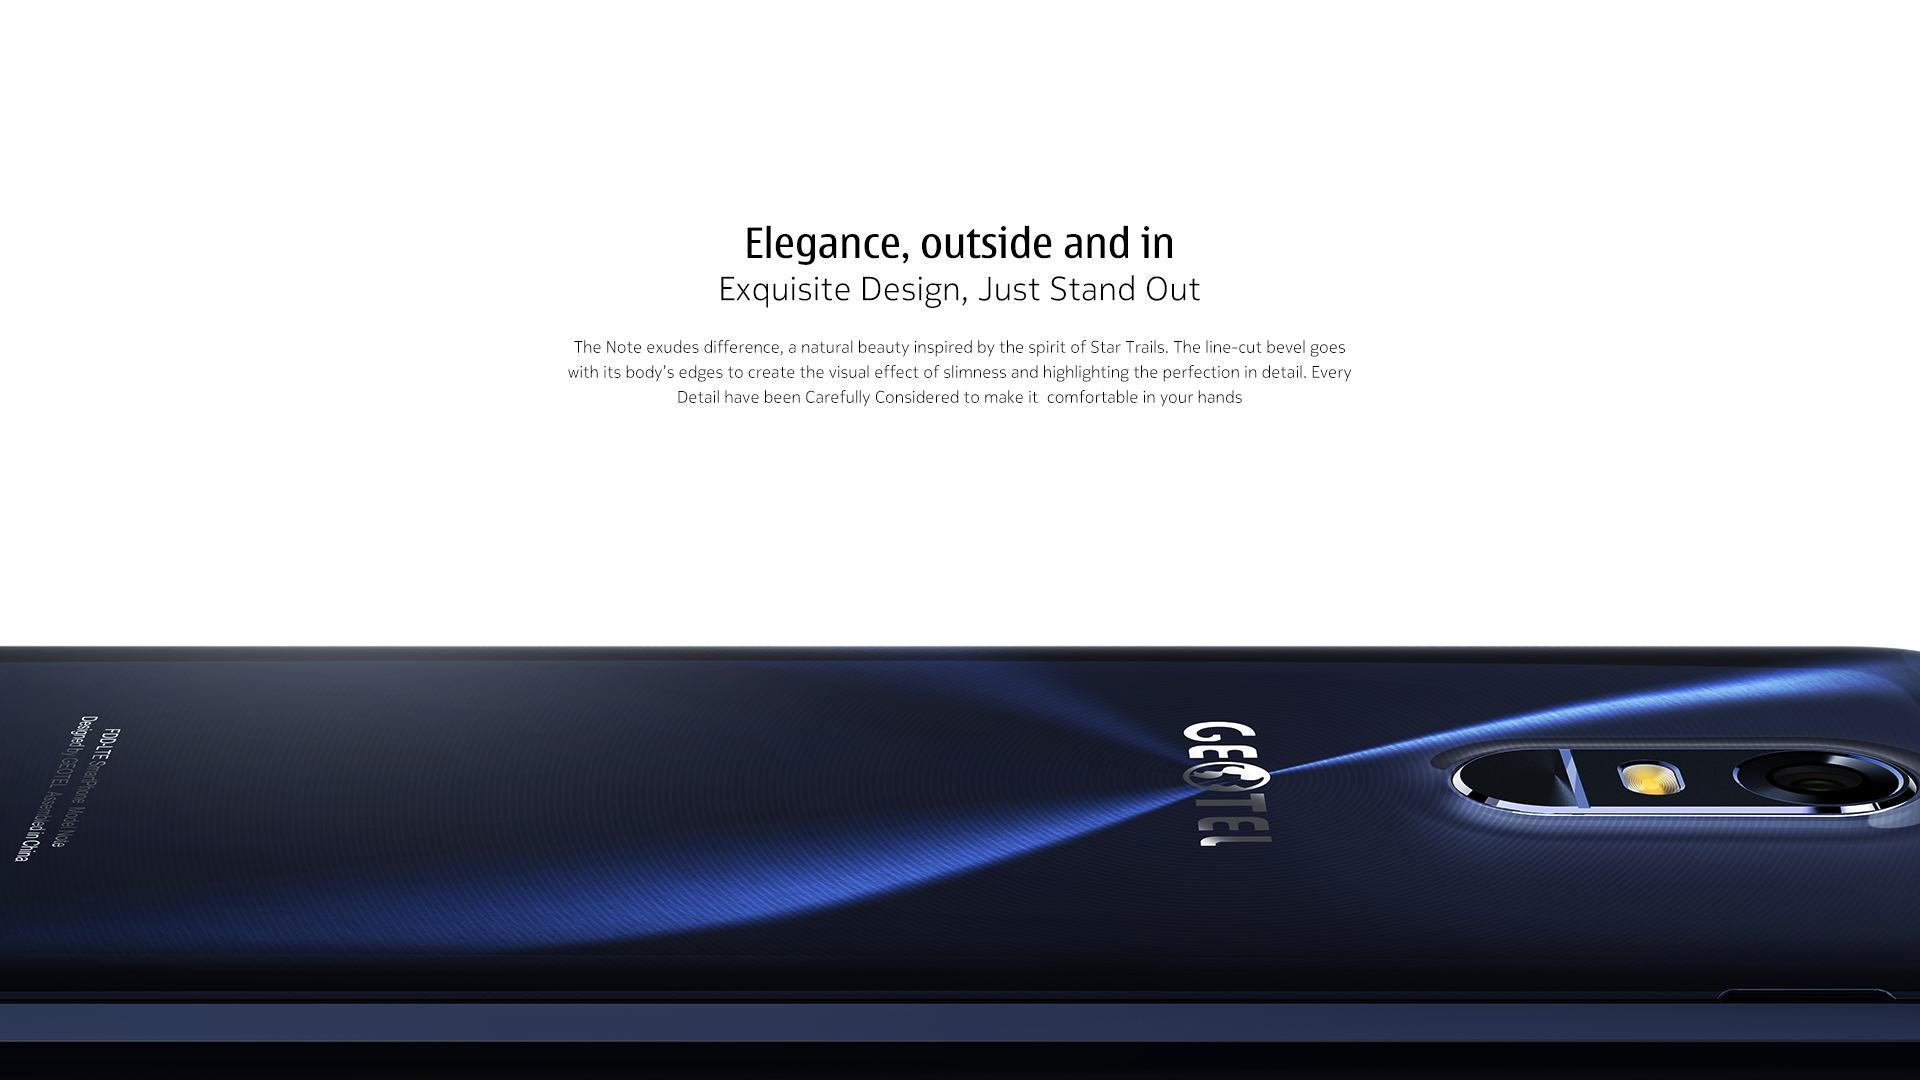 Elegance, outside and in
Exquisite Design, Just Stand Out
The Note exudes difference, a natural beauty inspired by the spirit of Star Trails. The line-cut bevel goes
with its body's edges to create the visual effect of slimness and highlighting the perfection in detail. Every
Detail have been Carefully Considered to make it  comfortable in your hands
GEOTEL
FDD-LTE SmartPhone Model Note
Designed by GEOTEL Assembled in China